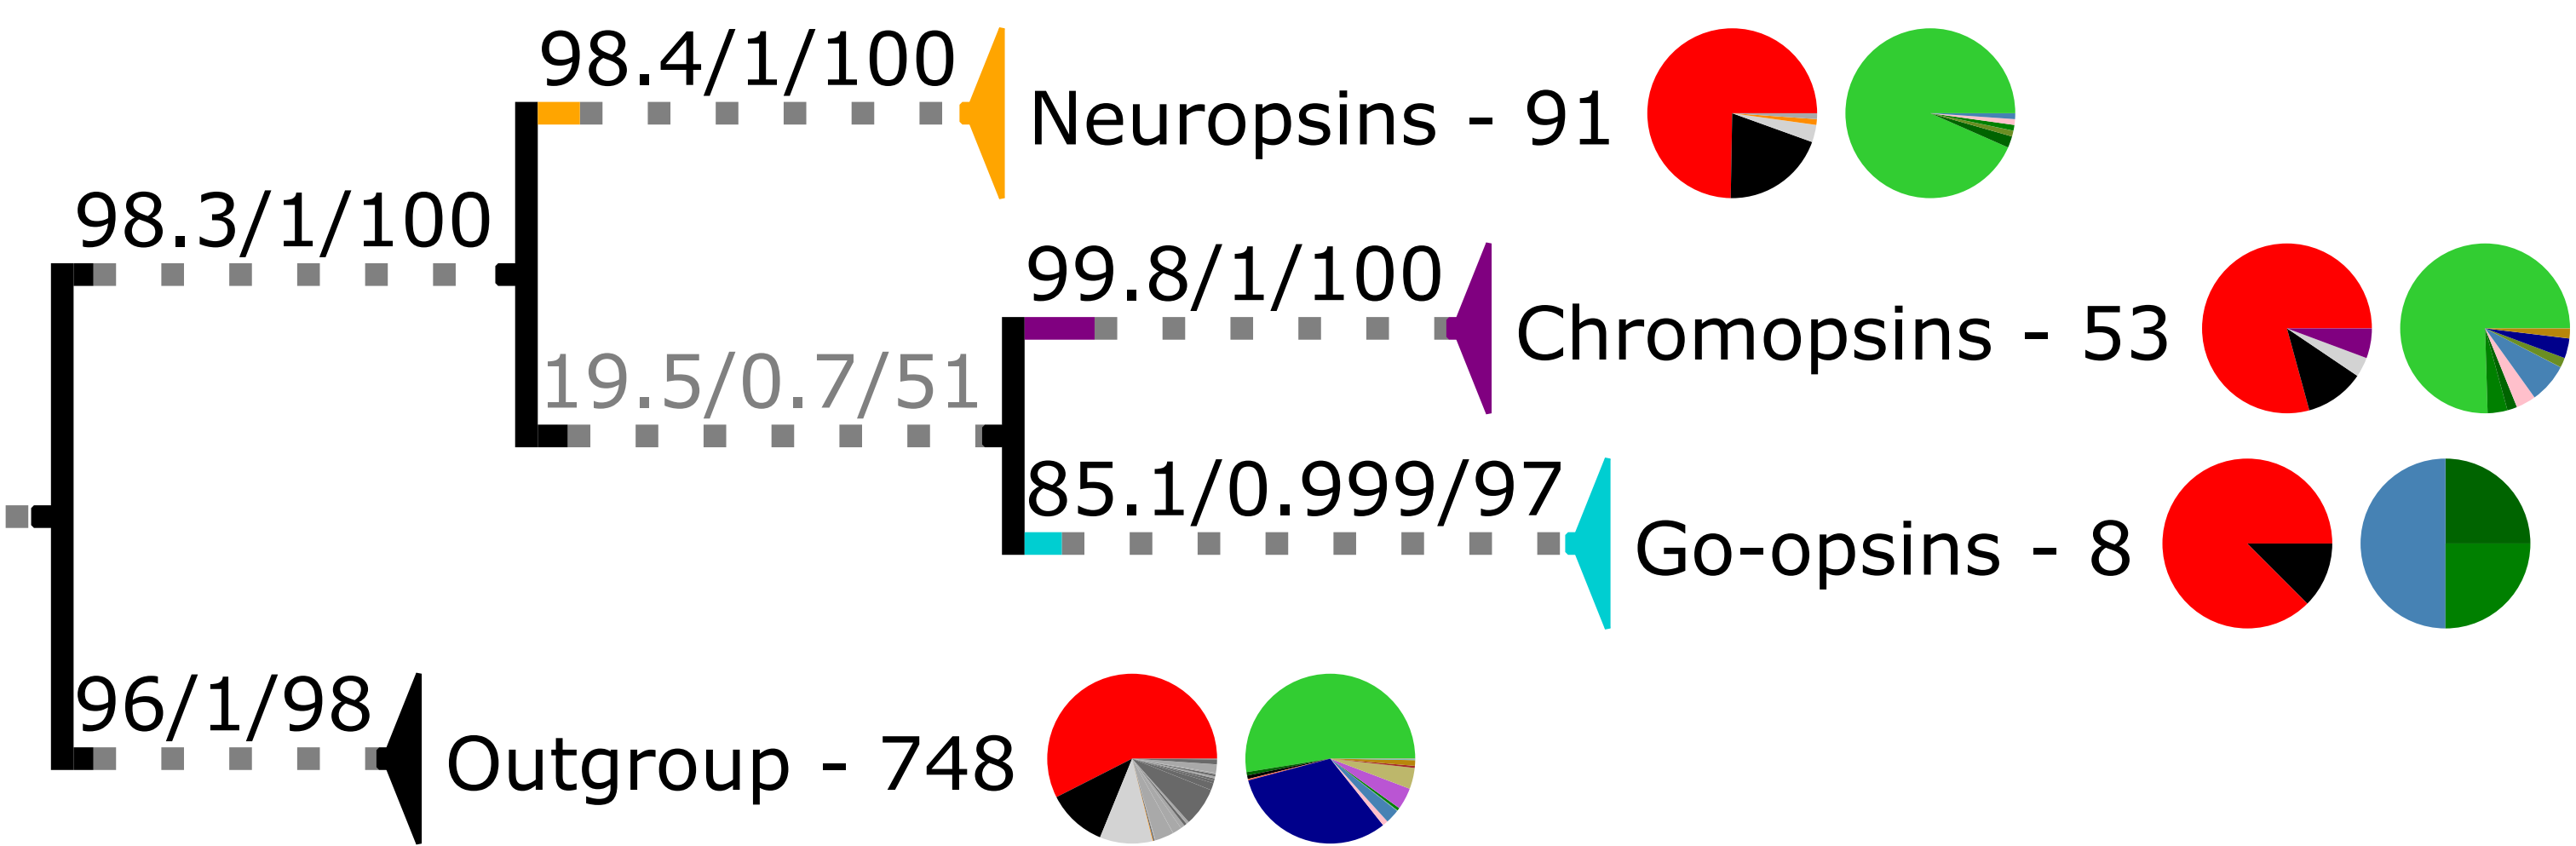 98.4/1/100
Neuropsins - 91
98.3/1/100
99.8/1/100
Chromopsins - 53
19.5/0.7/51
85.1/0.999/97
Go-opsins - 8
96/1/98
Outgroup - 748